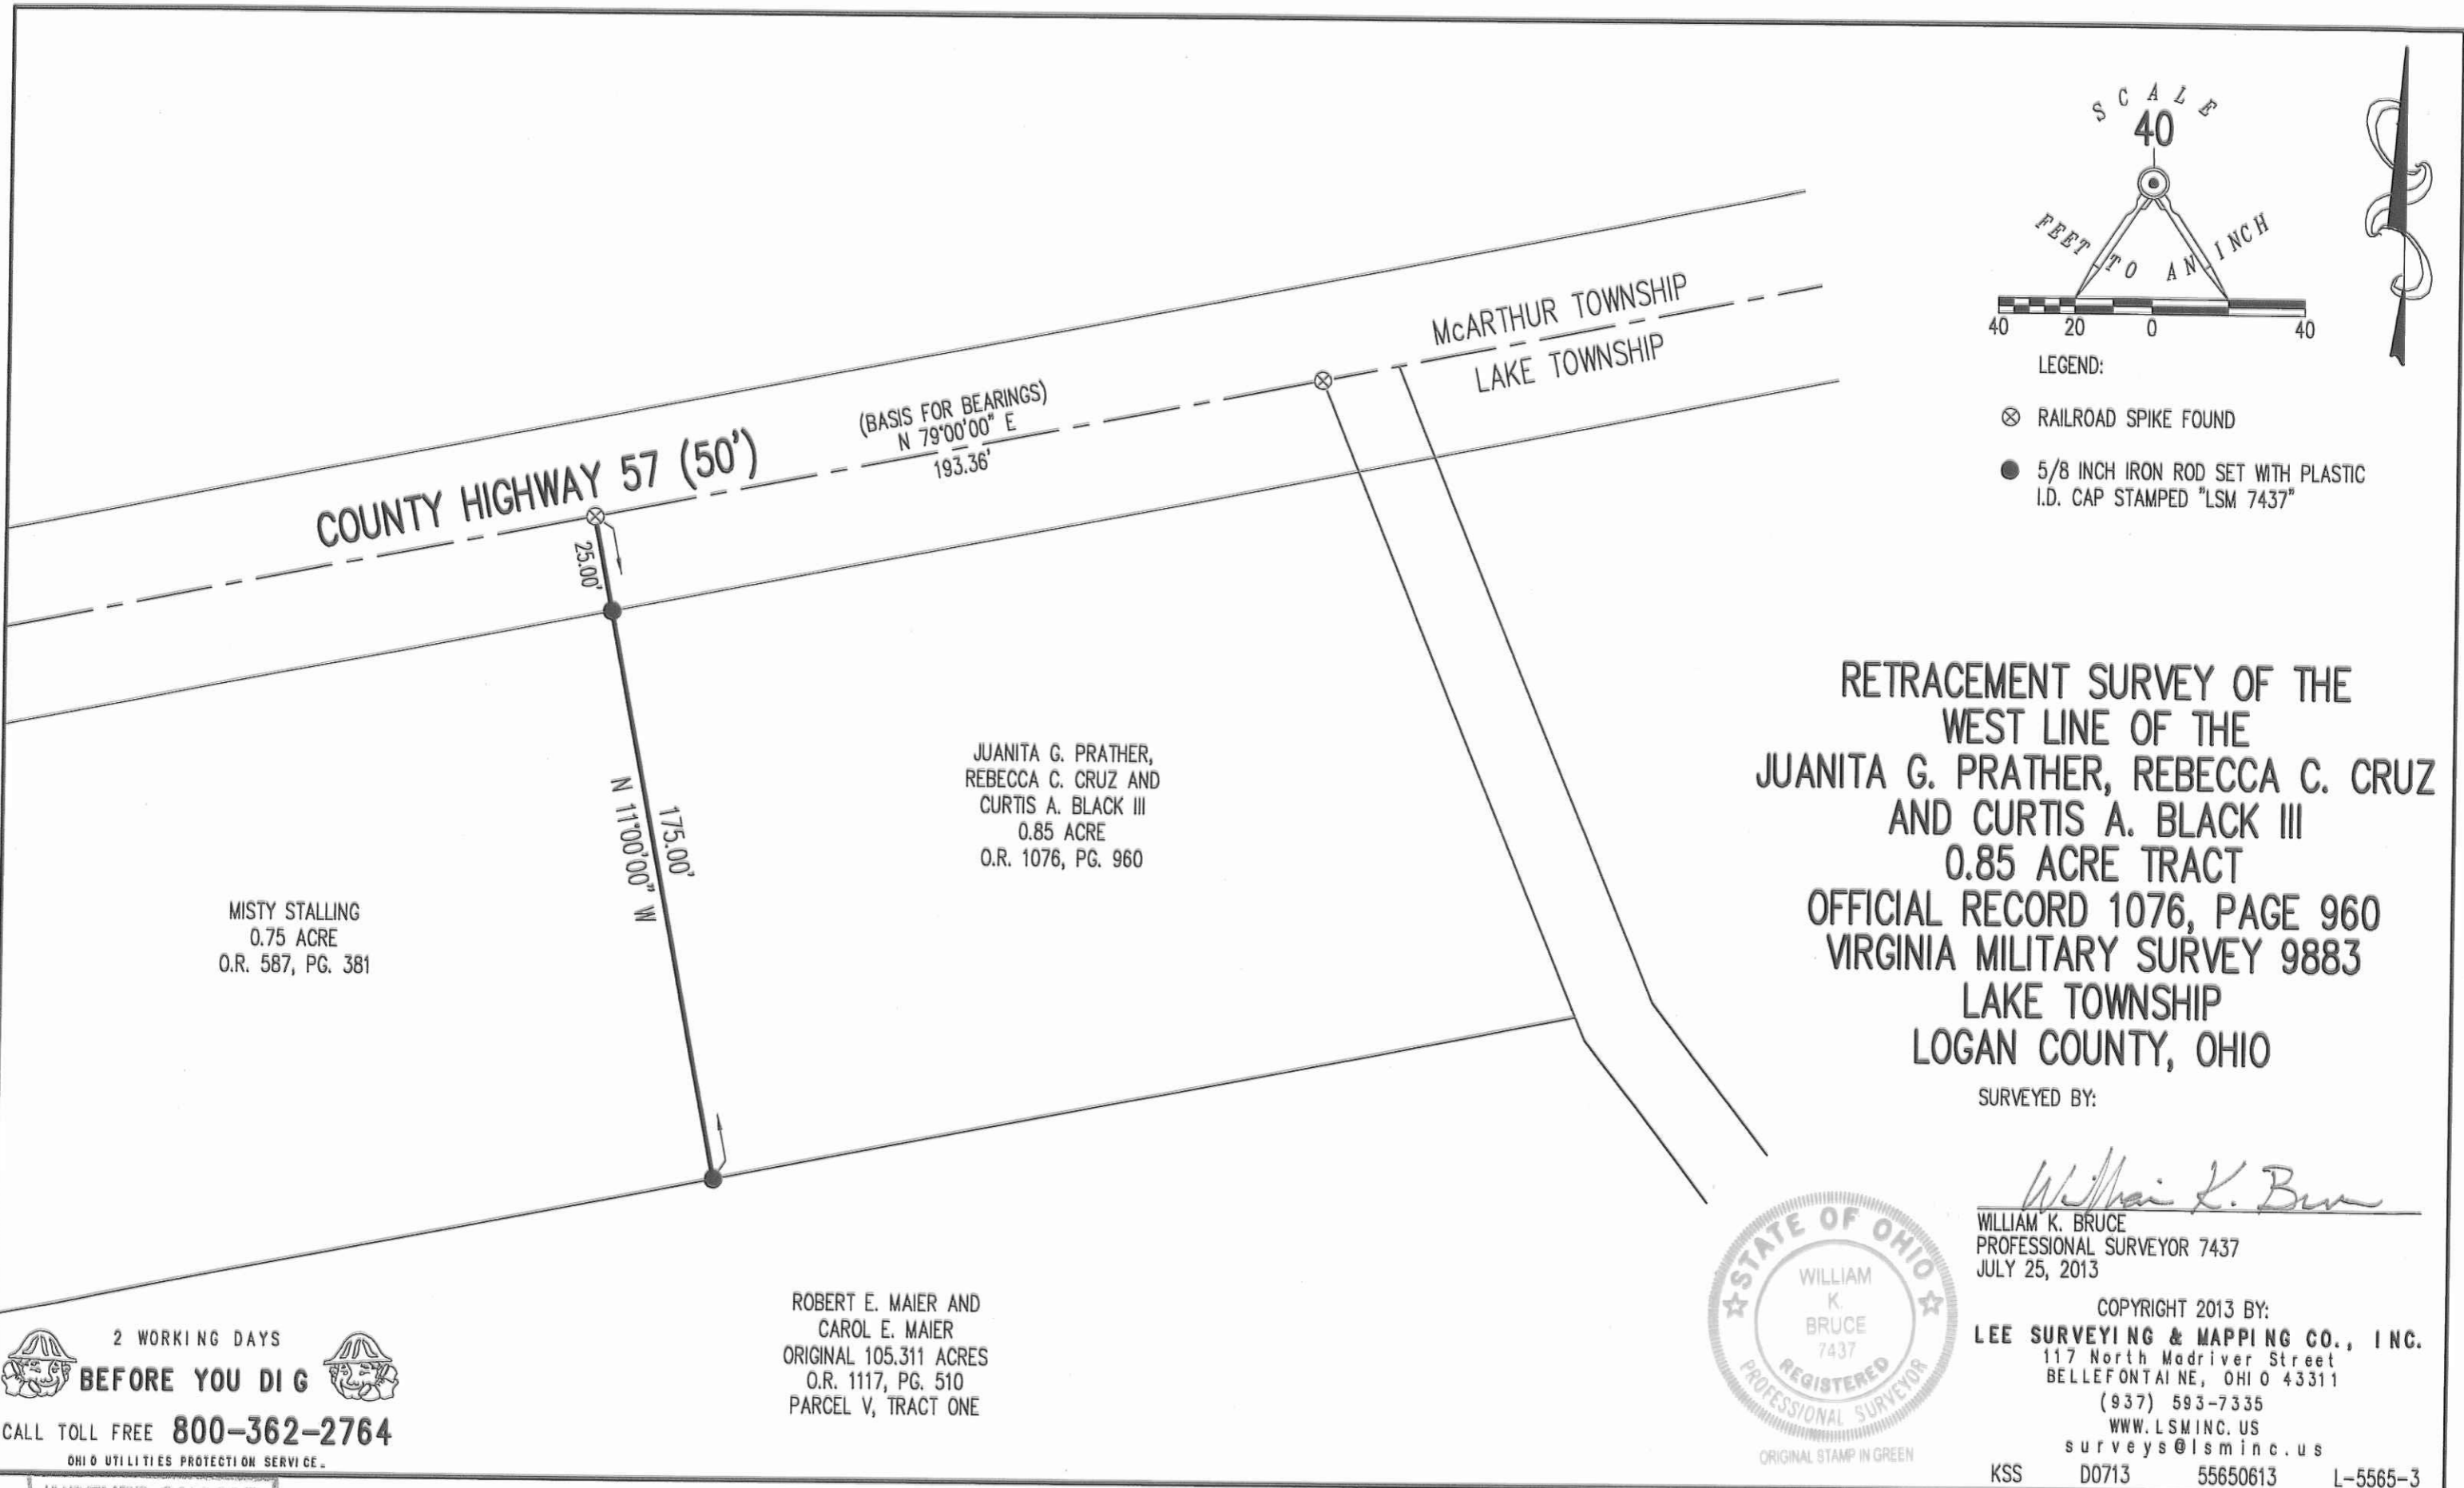 SCALE
40
FEET TO AN INCH
40 20 0 40
LEGEND:
RAILROAD SPIKE FOUND
5/8 INCH IRON ROD SET WITH PLASTIC
I.D. CAP STAMPED "LSM 7437"
McARTHUR TOWNSHIP
LAKE TOWNSHIP
(BASIS FOR BEARINGS)
N 79°00'00" E
193.36'
COUNTY HIGHWAY 57 (50')
25.00'
175.00'
N 11°00'00" W
JUANITA G. PRATHER,
REBECCA C. CRUZ AND
CURTIS A. BLACK III
0.85 ACRE
O.R. 1076, PG. 960
MISTY STALLING
0.75 ACRE
O.R. 587, PG. 381
ROBERT E. MAIER AND
CAROL E. MAIER
ORIGINAL 105.311 ACRES
O.R. 1117, PG. 510
PARCEL V, TRACT ONE
RETRACEMENT SURVEY OF THE
WEST LINE OF THE
JUANITA G. PRATHER, REBECCA C. CRUZ
AND CURTIS A. BLACK III
0.85 ACRE TRACT
OFFICIAL RECORD 1076, PAGE 960
VIRGINIA MILITARY SURVEY 9883
LAKE TOWNSHIP
LOGAN COUNTY, OHIO
SURVEYED BY:
William K. Bruce
WILLIAM K. BRUCE
PROFESSIONAL SURVEYOR 7437
JULY 25, 2013
COPYRIGHT 2013 BY:
LEE SURVEYING & MAPPING CO., INC.
117 North Madriver Street
BELLEFONTAINE, OHIO 43311
(937) 593-7335
WWW.LSMINC.US
surveys@lsminc.us
KSS D0713 55650613 L-5565-3
STATE OF OHIO
WILLIAM
K.
BRUCE
7437
REGISTERED
PROFESSIONAL SURVEYOR
ORIGINAL STAMP IN GREEN
2 WORKING DAYS
BEFORE YOU DIG
CALL TOLL FREE 800-362-2764
OHIO UTILITIES PROTECTION SERVICE.